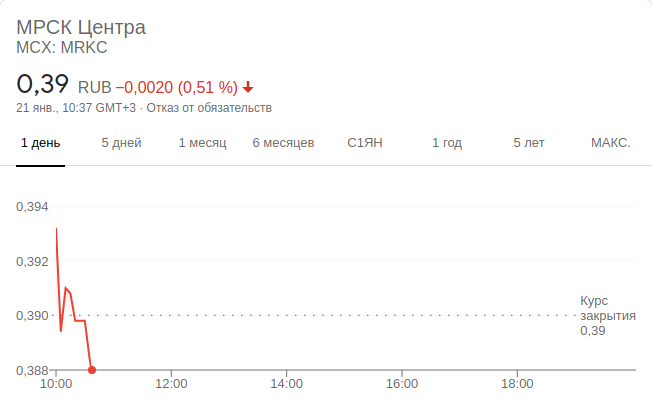 МРСК Центра
MCX: MRKC
0,39 RUB −0,0020 (0,51 %)
21 янв., 10:37 GMT+3 · Отказ от обязательств
1 день 5 дней 1 месяц 6 месяцев С1ЯН 1 год 5 лет МАКС.
0,394
0,392
0,390
Курс
закрытия
0,39
0,388
10:00 12:00 14:00 16:00 18:00